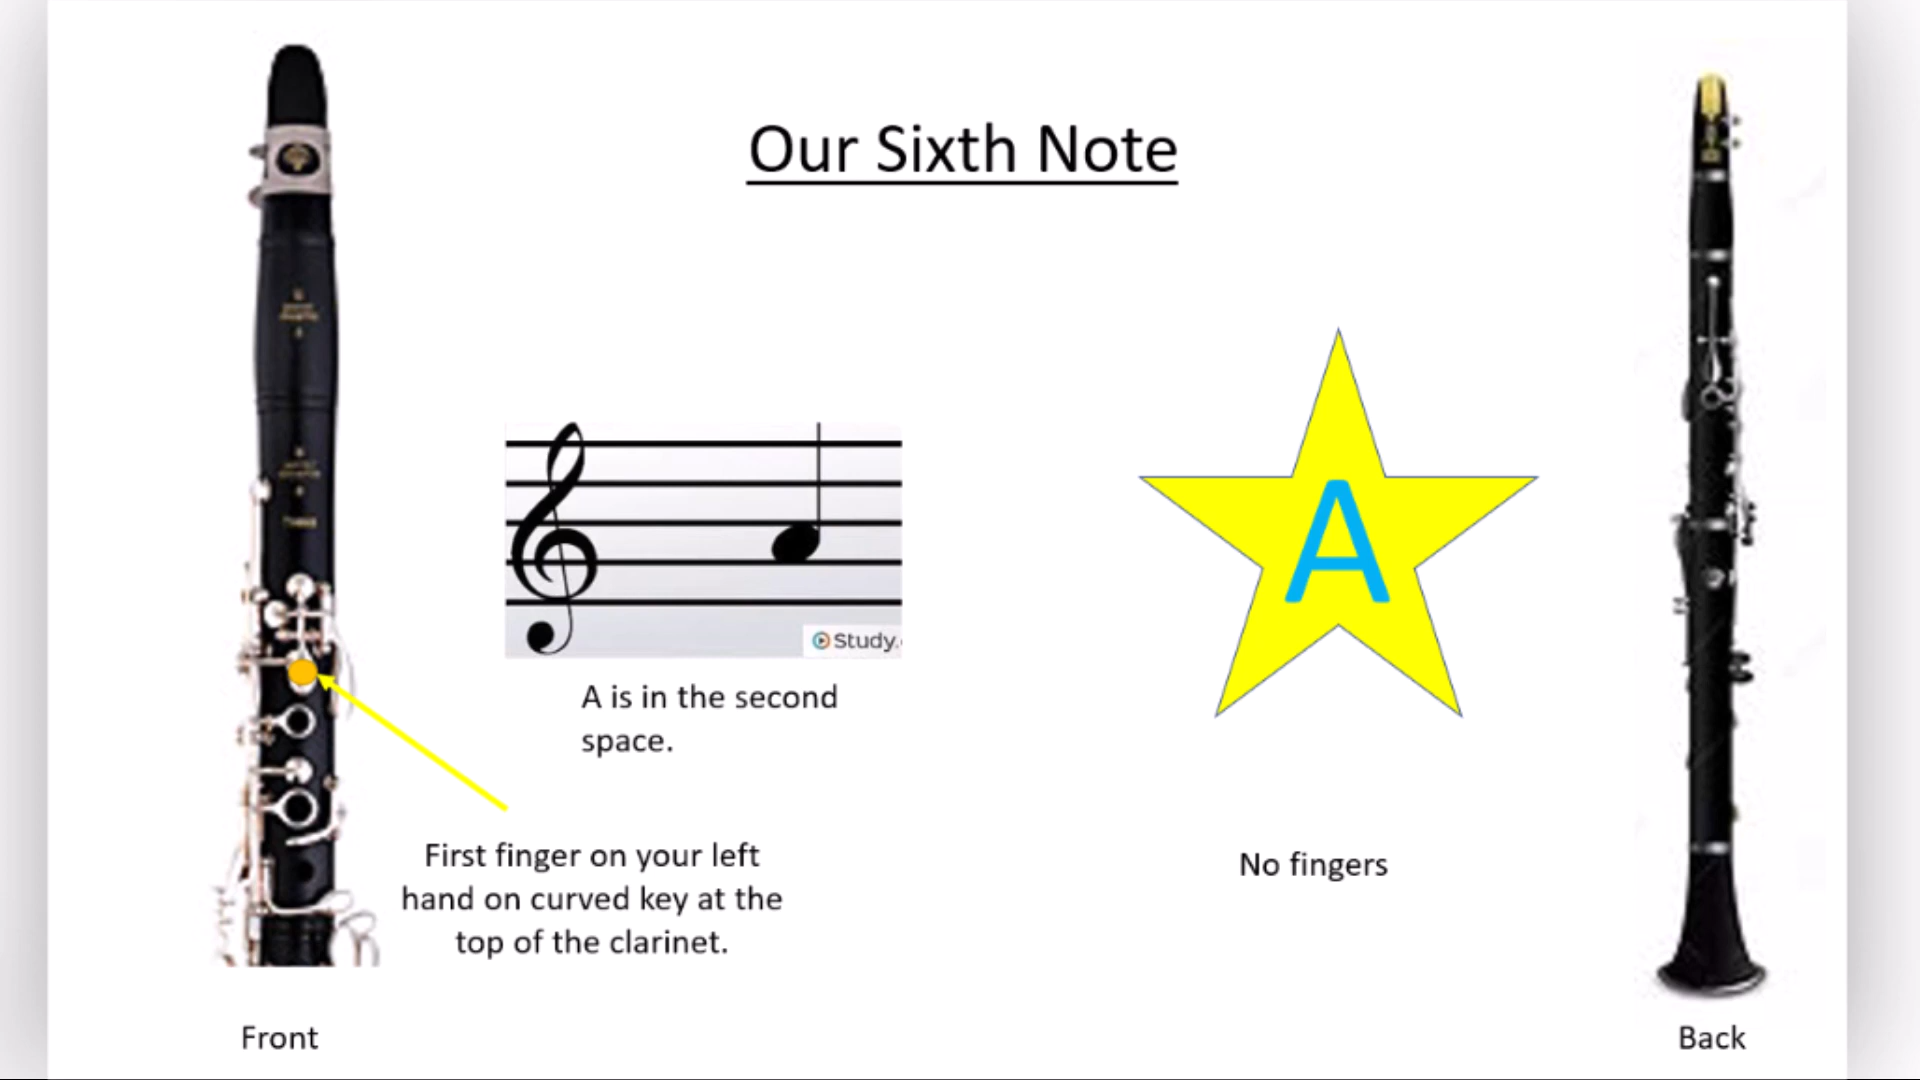 Our Sixth Note
A
Study.
A is in the second
space.
First finger on your left
hand on curved key at the
top of the clarinet.
No fingers
Front
Back